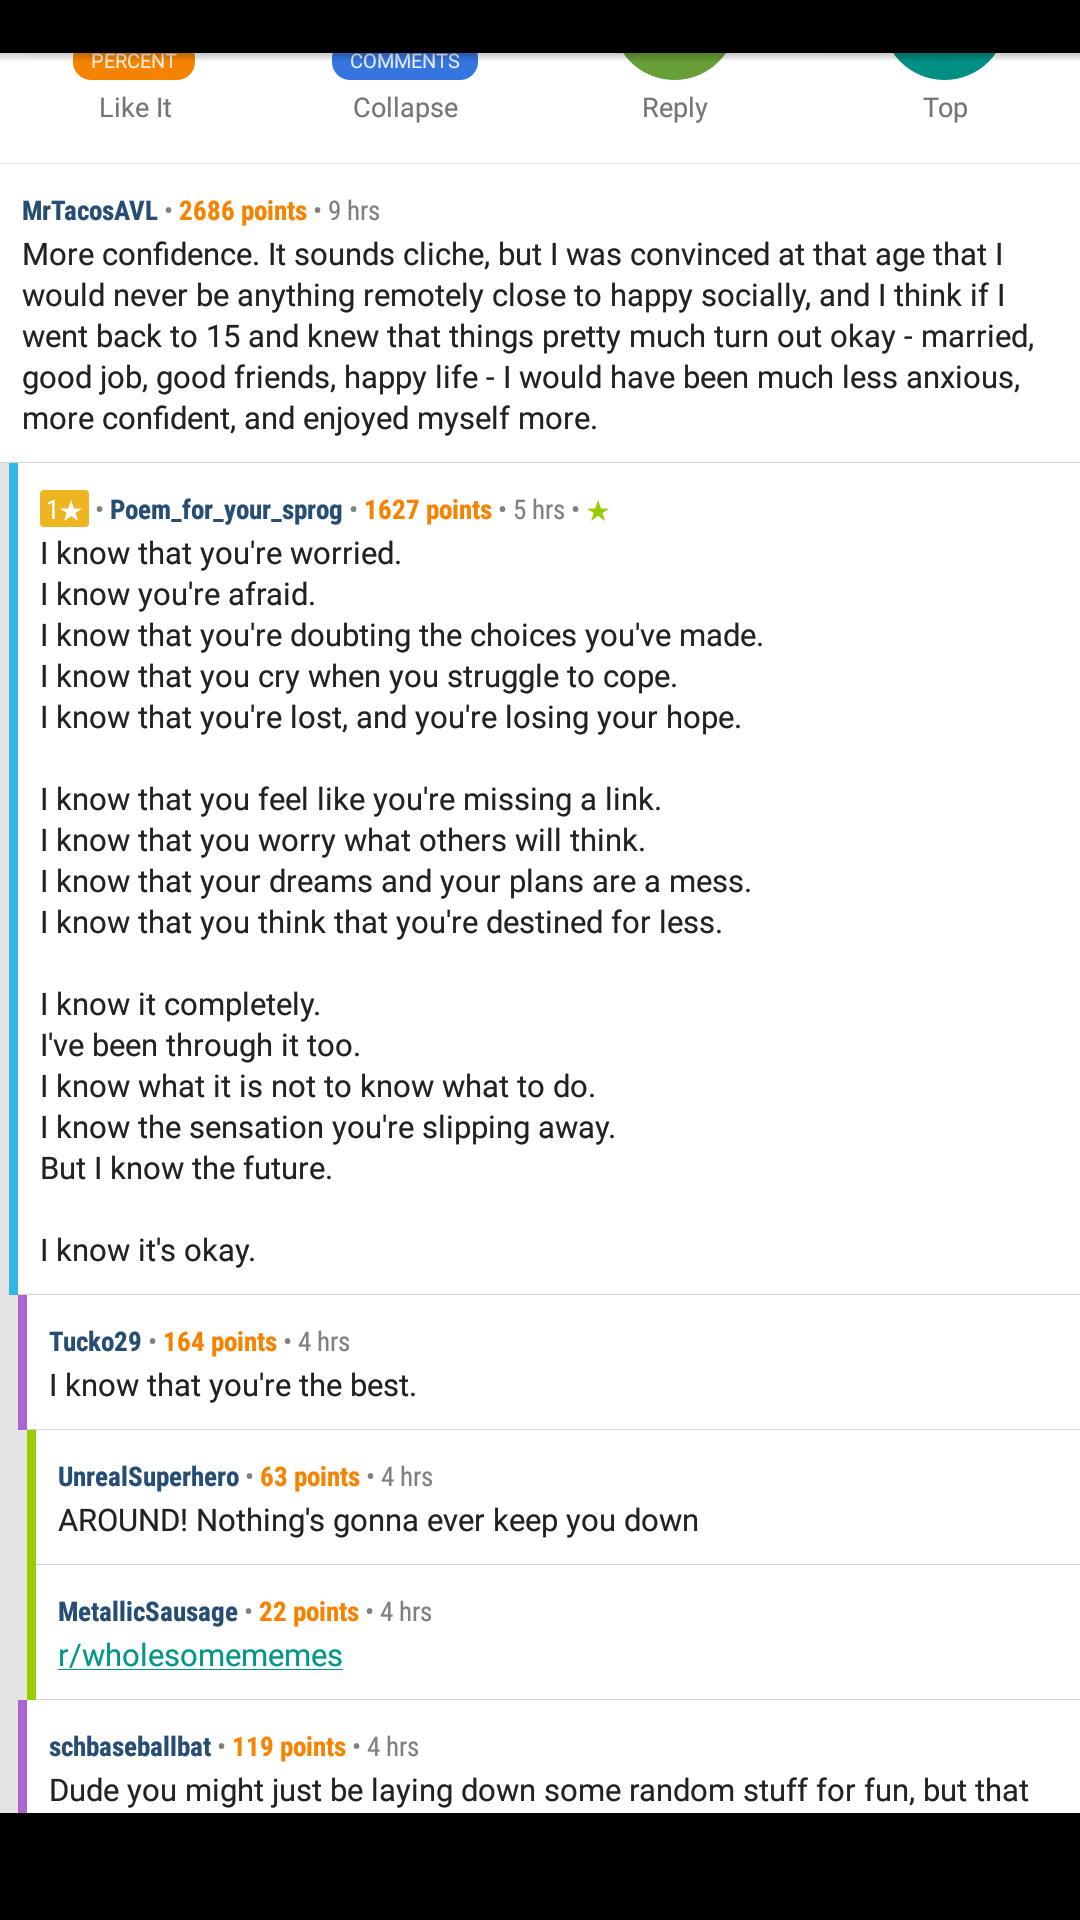 PERCENT COMMENTS
Like It Collapse Reply Top
MrTacosAVL • 2686 points • 9 hrs
More confidence. It sounds cliche, but I was convinced at that age that I
would never be anything remotely close to happy socially, and I think if I
went back to 15 and knew that things pretty much turn out okay - married,
good job, good friends, happy life - I would have been much less anxious,
more confident, and enjoyed myself more.
1★ • Poem_for_your_sprog • 1627 points • 5 hrs • ★
I know that you're worried.
I know you're afraid.
I know that you're doubting the choices you've made.
I know that you cry when you struggle to cope.
I know that you're lost, and you're losing your hope.
I know that you feel like you're missing a link.
I know that you worry what others will think.
I know that your dreams and your plans are a mess.
I know that you think that you're destined for less.
I know it completely.
I've been through it too.
I know what it is not to know what to do.
I know the sensation you're slipping away.
But I know the future.
I know it's okay.
Tucko29 • 164 points • 4 hrs
I know that you're the best.
UnrealSuperhero • 63 points • 4 hrs
AROUND! Nothing's gonna ever keep you down
MetallicSausage • 22 points • 4 hrs
r/wholesomememes
schbaseballbat • 119 points • 4 hrs
Dude you might just be laying down some random stuff for fun, but that